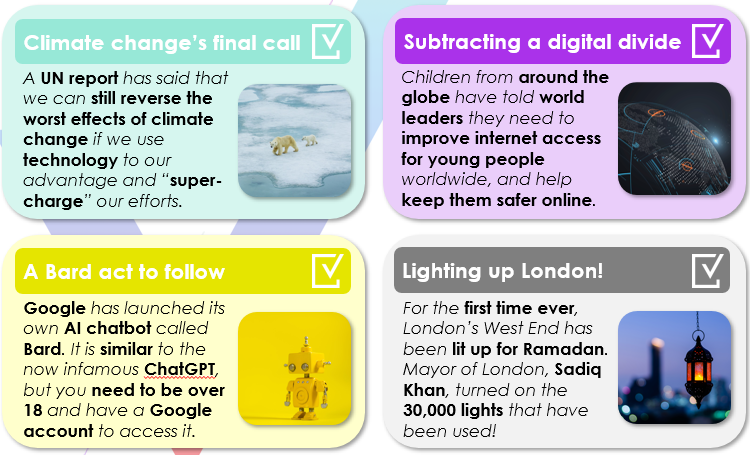 Climate change's final call
A UN report has said that
we can still reverse the
worst effects of climate
change if we use
technology to our
advantage and “super-
charge” our efforts.
Subtracting a digital divide
Children from around the
globe have told world
leaders they need to
improve internet access
for young people
worldwide, and help
keep them safer online.
A Bard act to follow
Google has launched its
own AI chatbot called
Bard. It is similar to the
now infamous ChatGPT,
but you need to be over
18 and have a Google
account to access it.
Lighting up London!
For the first time ever,
London’s West End has
been lit up for Ramadan.
Mayor of London, Sadiq
Khan, turned on the
30,000 lights that have
been used!